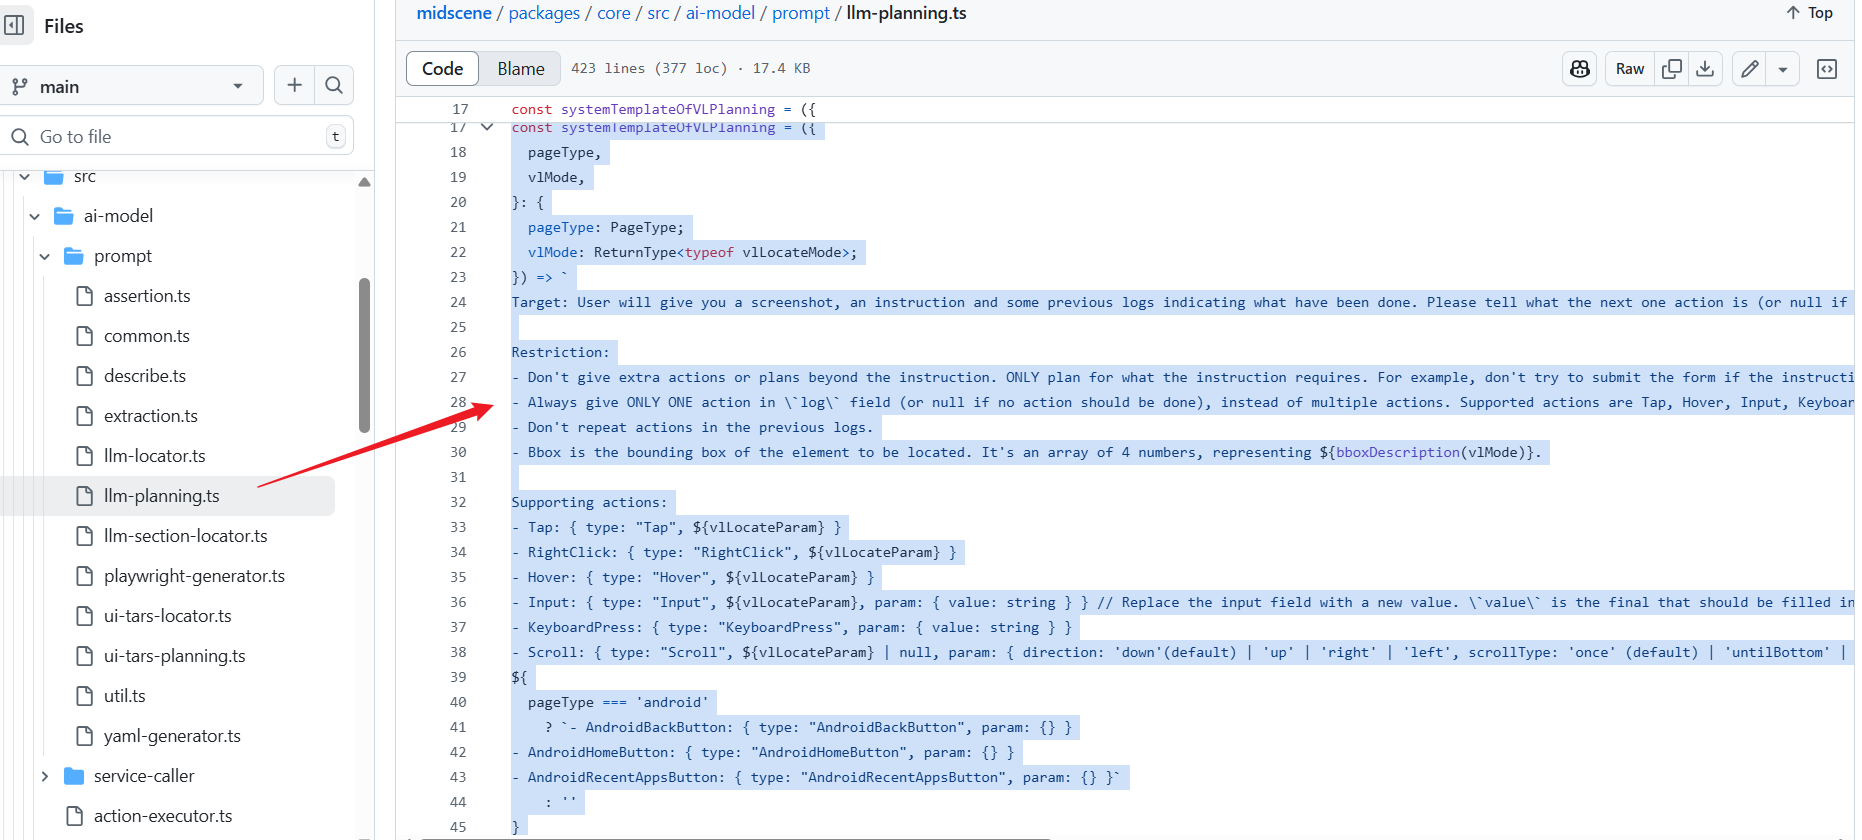 Files
main
Go to file
t
src
ai-model
prompt
assertion.ts
common.ts
describe.ts
extraction.ts
llm-locator.ts
llm-planning.ts
llm-section-locator.ts
playwright-generator.ts
ui-tars-locator.ts
ui-tars-planning.ts
util.ts
yaml-generator.ts
service-caller
action-executor.ts
midscene / packages / core / src / ai-model / prompt / llm-planning.ts
Top
Code Blame 423 lines (377 loc) · 17.4 KB
Raw
17 const systemTemplateOfVLPlanning = ({
17 const systemTemplateOfVLPlanning = ({
18 pageType,
19 vlMode,
20 }: {
21 pageType: PageType;
22 vlMode: ReturnType<typeof vlLocateMode>;
23 }) => `
24 Target: User will give you a screenshot, an instruction and some previous logs indicating what have been done. Please tell what the next one action is (or null if
25
26 Restriction:
27 - Don't give extra actions or plans beyond the instruction. ONLY plan for what the instruction requires. For example, don't try to submit the form if the instructi
28 - Always give ONLY ONE action in \`log\` field (or null if no action should be done), instead of multiple actions. Supported actions are Tap, Hover, Input, Keyboar
29 - Don't repeat actions in the previous logs.
30 - Bbox is the bounding box of the element to be located. It's an array of 4 numbers, representing ${bboxDescription(vlMode)}.
31
32 Supporting actions:
33 - Tap: { type: "Tap", ${vlLocateParam} }
34 - RightClick: { type: "RightClick", ${vlLocateParam} }
35 - Hover: { type: "Hover", ${vlLocateParam} }
36 - Input: { type: "Input", ${vlLocateParam}, param: { value: string } } // Replace the input field with a new value. \`value\` is the final that should be filled in
37 - KeyboardPress: { type: "KeyboardPress", param: { value: string } }
38 - Scroll: { type: "Scroll", ${vlLocateParam} | null, param: { direction: 'down'(default) | 'up' | 'right' | 'left', scrollType: 'once' (default) | 'untilBottom' |
39 ${
40 pageType === 'android'
41 ? `- AndroidBackButton: { type: "AndroidBackButton", param: {} }
42 - AndroidHomeButton: { type: "AndroidHomeButton", param: {} }
43 - AndroidRecentAppsButton: { type: "AndroidRecentAppsButton", param: {} }`
44 : ''
45 }